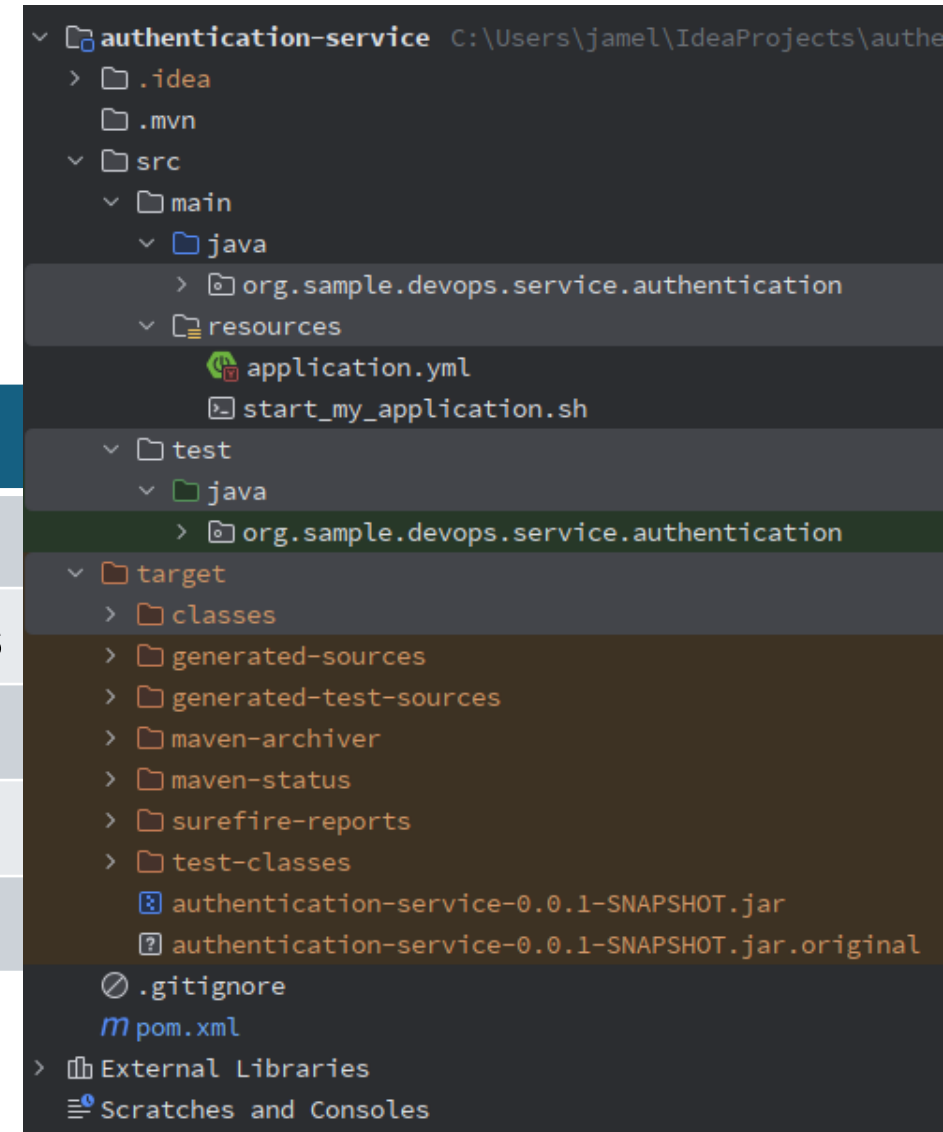 authentication-service C:\Users\jamel\IdeaProjects\authe
.idea
.mvn
src
main
java
org.sample.devops.service.authentication
resources
application.yml
start_my_application.sh
test
java
org.sample.devops.service.authentication
target
classes
generated-sources
generated-test-sources
maven-archiver
maven-status
surefire-reports
test-classes
authentication-service-0.0.1-SNAPSHOT.jar
authentication-service-0.0.1-SNAPSHOT.jar.original
.gitignore
m pom.xml
External Libraries
Scratches and Consoles